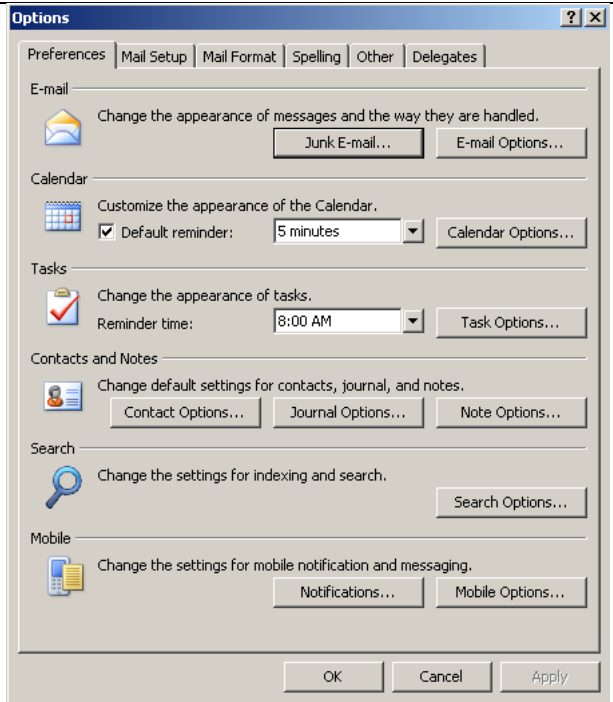 Options
Preferences Mail Setup Mail Format Spelling Other Delegates
E-mail
Change the appearance of messages and the way they are handled.
Junk E-mail... E-mail Options...
Calendar
Customize the appearance of the Calendar.
Default reminder: 5 minutes Calendar Options...
Tasks
Change the appearance of tasks.
Reminder time: 8:00 AM Task Options...
Contacts and Notes
Change default settings for contacts, journal, and notes.
Contact Options... Journal Options... Note Options...
Search
Change the settings for indexing and search.
Search Options...
Mobile
Change the settings for mobile notification and messaging.
Notifications... Mobile Options...
OK Cancel Apply